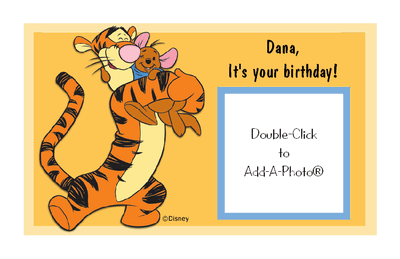 Dana,
It's your birthday!
Double-Click
to
Add-A-Photo®
©Disney